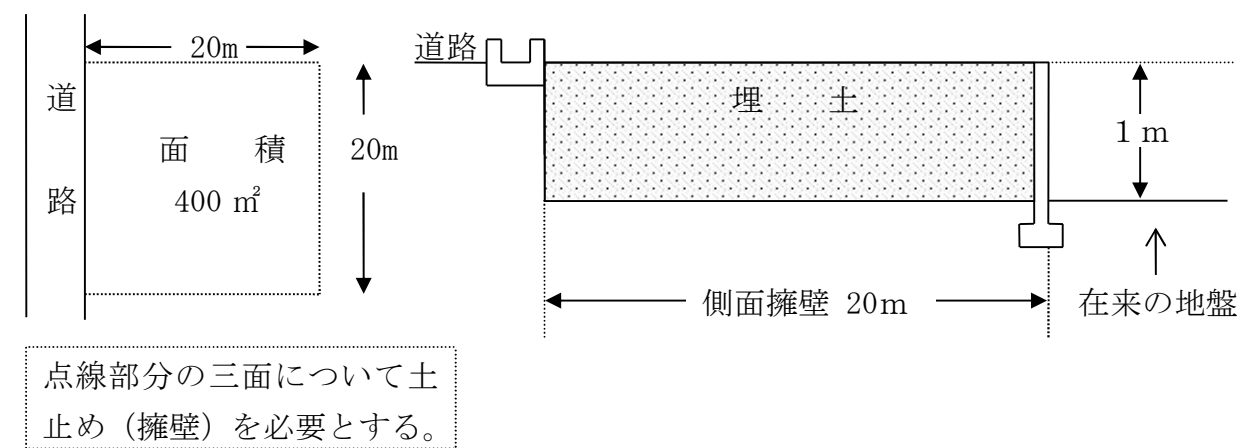 道路
20m
面　積
400 ㎡
20m
点線部分の三面について土
止め（擁壁）を必要とする。
道路
埋　土
1 m
側面擁壁 20m
在来の地盤